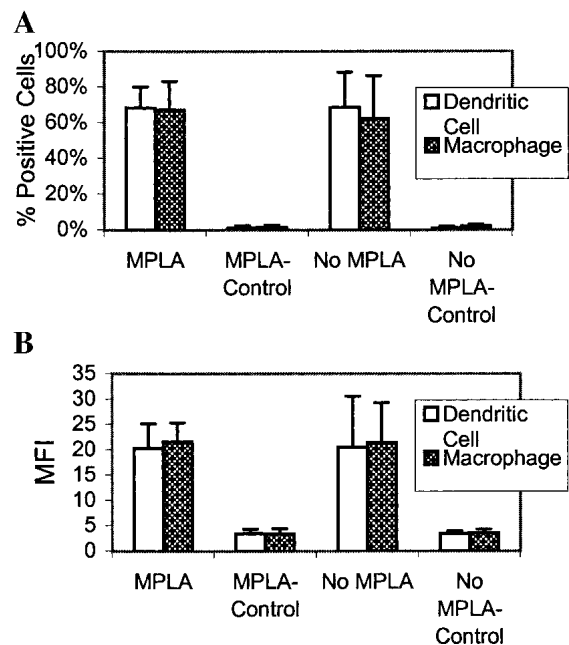 A
% Positive Cells
100%
80%
60%
40%
20%
0%
MPLA
MPLA-
Control
No MPLA
No
MPLA-
Control
Dendritic
Cell
Macrophage
B
MFI
35
30
25
20
15
10
5
0
MPLA
MPLA-
Control
No MPLA
No
MPLA-
Control
Dendritic
Cell
Macrophage